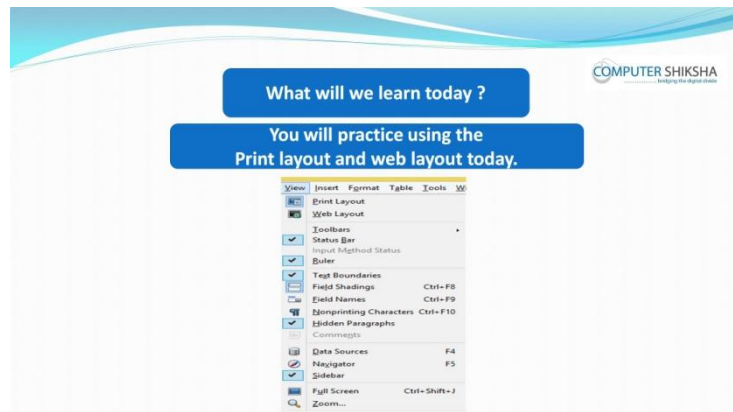 COMPUTER SHIKSHA
bridging the digital divide
What will we learn today ?
You will practice using the
Print layout and web layout today.
View Insert Format Table Tools
Print Layout
Web Layout
Toolbars
Status Bar
Input Method Status
Ruler
Text Boundaries
Field Shadings Ctrl+F8
Field Names Ctrl+F9
Nonprinting Characters Ctrl+F10
Hidden Paragraphs
Comments
Data Sources F4
Navigator F5
Sidebar
Full Screen Ctrl+Shift+J
Zoom...